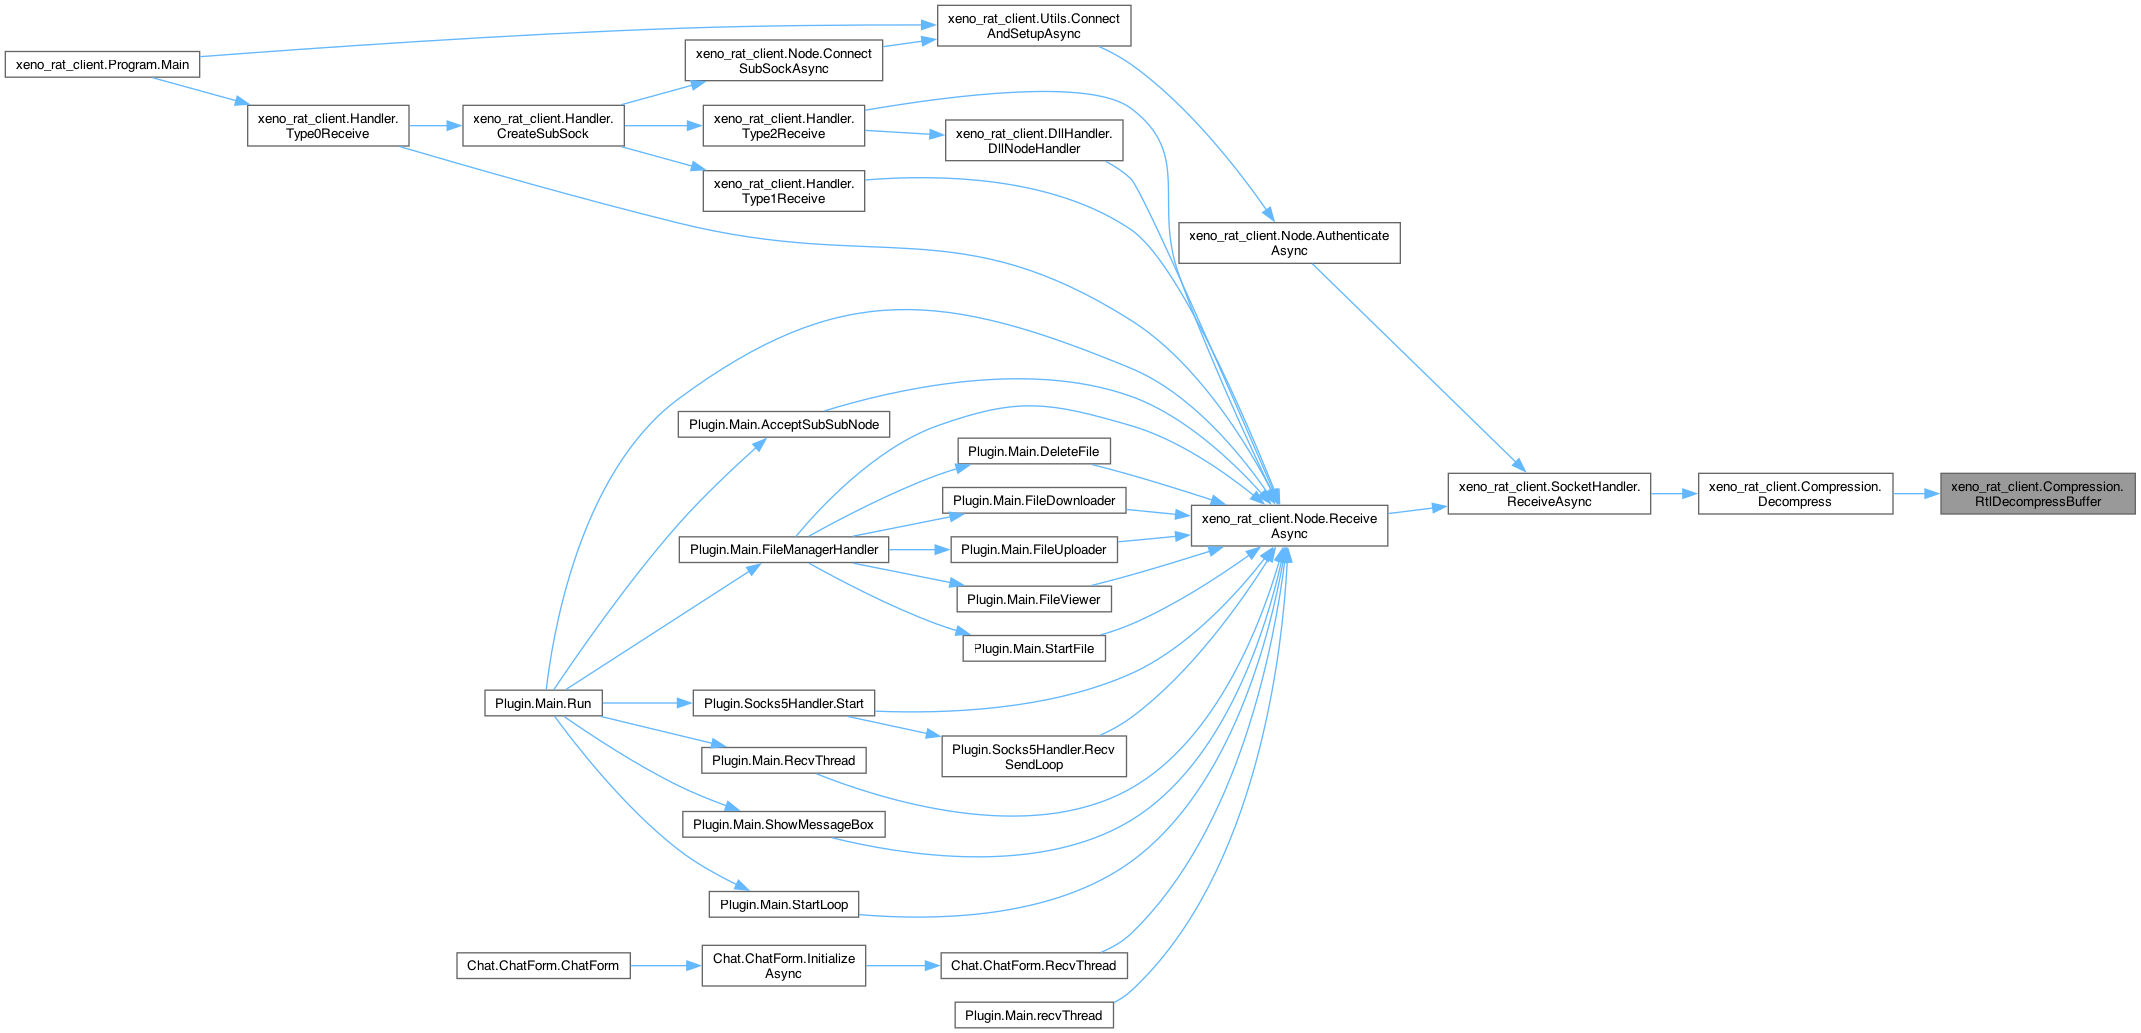 xeno_rat_client.Utils.Connect
AndSetupAsync
xeno_rat_client.Program.Main
xeno_rat_client.Node.Connect
SubSockAsync
xeno_rat_client.Handler.
Type0Receive
xeno_rat_client.Handler.
CreateSubSock
xeno_rat_client.Handler.
Type2Receive
xeno_rat_client.DllHandler.
DllNodeHandler
xeno_rat_client.Handler.
Type1Receive
xeno_rat_client.Node.Authenticate
Async
Plugin.Main.AcceptSubSubNode
Plugin.Main.DeleteFile
Plugin.Main.FileDownloader
Plugin.Main.FileManagerHandler
Plugin.Main.FileUploader
Plugin.Main.FileViewer
Plugin.Main.StartFile
xeno_rat_client.Node.Receive
Async
xeno_rat_client.SocketHandler.
ReceiveAsync
xeno_rat_client.Compression.
Decompress
xeno_rat_client.Compression.
RtlDecompressBuffer
Plugin.Main.Run
Plugin.Socks5Handler.Start
Plugin.Socks5Handler.Recv
SendLoop
Plugin.Main.RecvThread
Plugin.Main.ShowMessageBox
Plugin.Main.StartLoop
Chat.ChatForm.ChatForm
Chat.ChatForm.Initialize
Async
Chat.ChatForm.RecvThread
Plugin.Main.recvThread